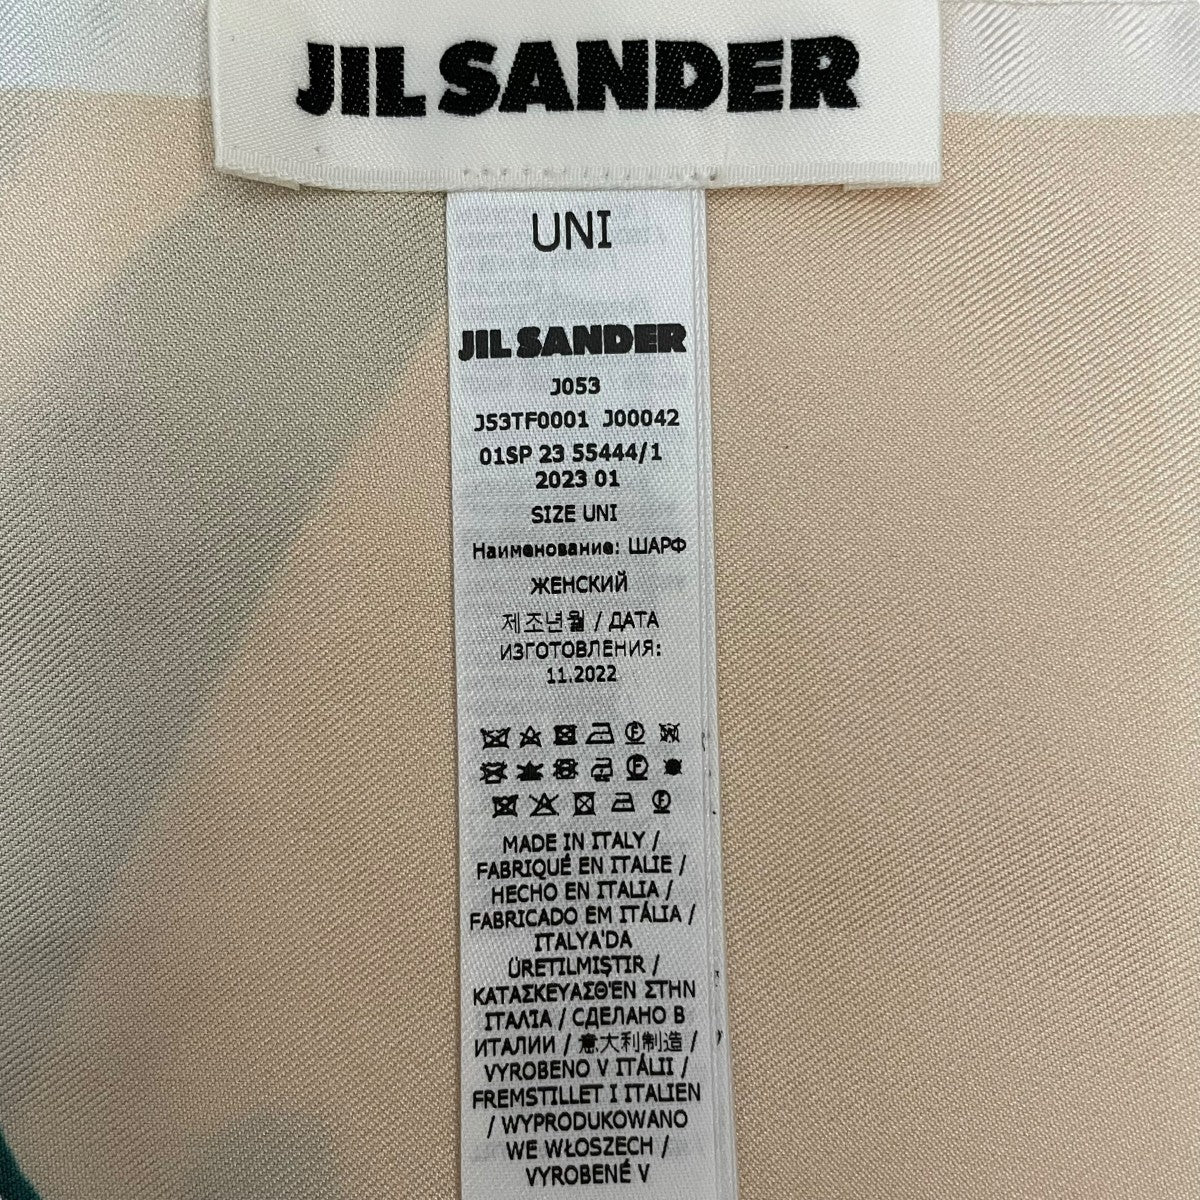 JIL SANDER
UNI
JIL SANDER
J053
J53TF0001 J00042
01SP 23 55444/1
2023 01
SIZE UNI
Наименование: ШАРФ
ЖЕНСКИЙ
제조년월 / ДАТА
ИЗГОТОВЛЕНИЯ:
11.2022
MADE IN ITALY /
FABRIQUÉ EN ITALIE /
HECHO EN ITALIA /
FABRICADO EM ITÁLIA /
ITALYA'DA
ÜRETILMIŞTIR /
ΚΑΤΑΣΚΕΥΑΣΘΈΝ ΣΤΗΝ
ΙΤΑΛΊΑ / СДЕЛАНО В
ИТАЛИИ / 意大利制造 /
VYROBENO V ITÁLII /
FREMSTILLET I ITALIEN
/ WYPRODUKOWANO
WE WŁOSZECH /
VYROBENÉ V